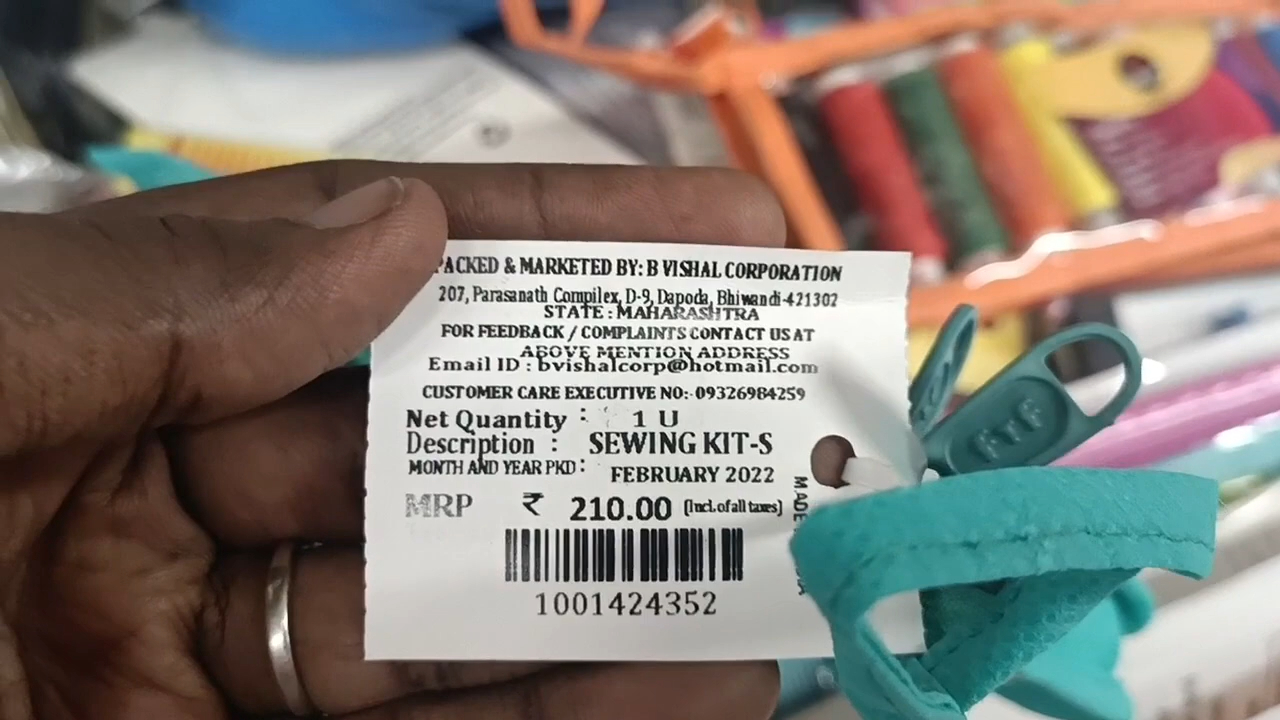 PACKED & MARKETED BY: B VISHAL CORPORATION
207, Parasanath Compilex, D-9, Dapoda, Bhiwandi-421302
STATE : MAHARASHTRA
FOR FEEDBACK / COMPLAINTS CONTACT US AT
ABOVE MENTION ADDRESS
Email ID : bvishalcorp@hotmail.com
CUSTOMER CARE EXECUTIVE NO:- 09326984259
Net Quantity : 1 U
Description : SEWING KIT-S
MONTH AND YEAR PKD : FEBRUARY 2022
MRP ₹ 210.00 (Incl.of all taxes)
1001424352
MADE